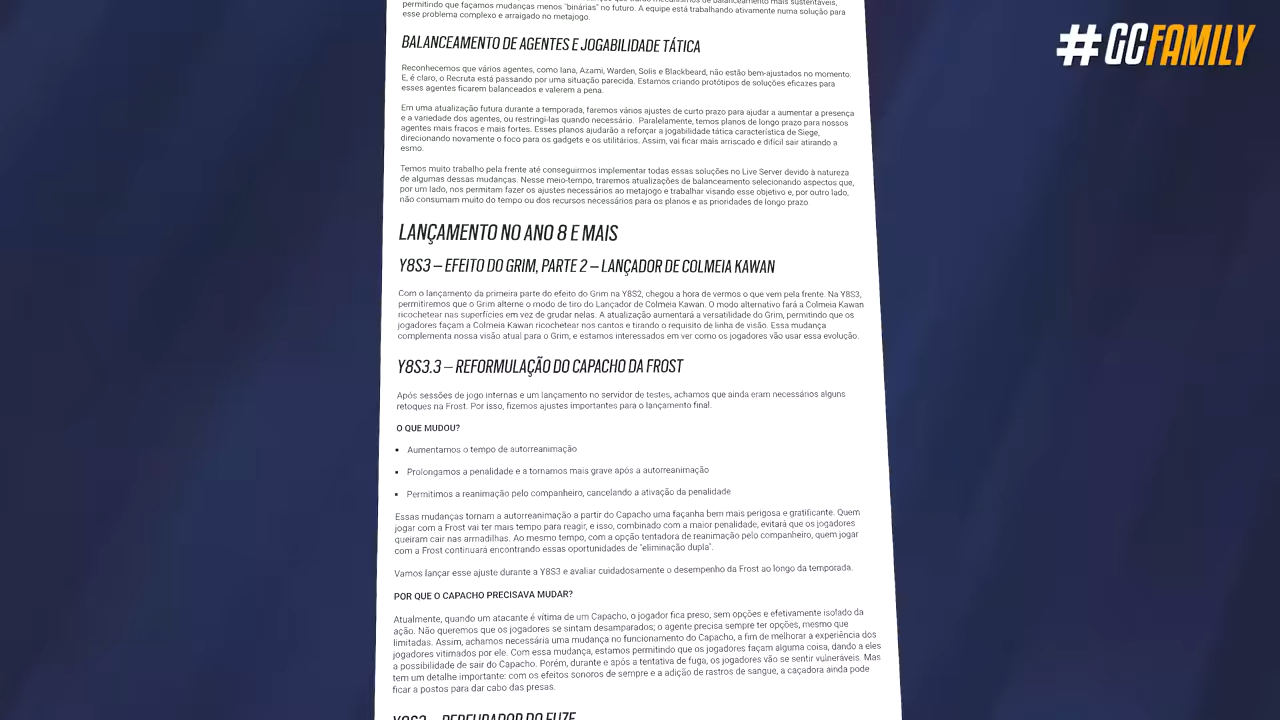 #GCFAMILY
permitindo que façamos mudanças menos "binárias" no futuro. A equipe está trabalhando ativamente numa solução para
esse problema complexo e arraigado no metajogo.
BALANCEAMENTO DE AGENTES E JOGABILIDADE TÁTICA
Reconhecemos que vários agentes, como Iana, Azami, Warden, Solis e Blackbeard, não estão bem-ajustados no momento.
E, é claro, o Recruta está passando por uma situação parecida. Estamos criando protótipos de soluções eficazes para
esses agentes ficarem balanceados e valerem a pena.
Em uma atualização futura durante a temporada, faremos vários ajustes de curto prazo para ajudar a aumentar a presença
e a variedade dos agentes, ou restringi-las quando necessário. Paralelamente, temos planos de longo prazo para nossos
agentes mais fracos e mais fortes. Esses planos ajudarão a reforçar a jogabilidade tática característica de Siege,
direcionando novamente o foco para os gadgets e os utilitários. Assim, vai ficar mais arriscado e difícil sair atirando a
esmo.
Temos muito trabalho pela frente até conseguirmos implementar todas essas soluções no Live Server devido à natureza
de algumas dessas mudanças. Nesse meio-tempo, traremos atualizações de balanceamento selecionando aspectos que,
por um lado, nos permitam fazer os ajustes necessários ao metajogo e trabalhar visando esse objetivo e, por outro lado,
não consumam muito do tempo ou dos recursos necessários para os planos e as prioridades de longo prazo
LANÇAMENTO NO ANO 8 E MAIS
Y8S3 – EFEITO DO GRIM, PARTE 2 – LANÇADOR DE COLMEIA KAWAN
Com o lançamento da primeira parte do efeito do Grim na Y8S2, chegou a hora de vermos o que vem pela frente. Na Y8S3,
permitiremos que o Grim alterne o modo de tiro do Lançador de Colmeia Kawan. O modo alternativo fará a Colmeia Kawan
ricochetear nas superfícies em vez de grudar nelas. A atualização aumentará a versatilidade do Grim, permitindo que os
jogadores façam a Colmeia Kawan ricochetear nos cantos e tirando o requisito de linha de visão. Essa mudança
complementa nossa visão atual para o Grim, e estamos interessados em ver como os jogadores vão usar essa evolução.
Y8S3.3 – REFORMULAÇÃO DO CAPACHO DA FROST
Após sessões de jogo internas e um lançamento no servidor de testes, achamos que ainda eram necessários alguns
retoques na Frost. Por isso, fizemos ajustes importantes para o lançamento final.
O QUE MUDOU?
• Aumentamos o tempo de autorreanimação
• Prolongamos a penalidade e a tornamos mais grave após a autorreanimação
• Permitimos a reanimação pelo companheiro, cancelando a ativação da penalidade
Essas mudanças tornam a autorreanimação a partir do Capacho uma façanha bem mais perigosa e gratificante. Quem
jogar com a Frost vai ter mais tempo para reagir, e isso, combinado com a maior penalidade, evitará que os jogadores
queiram cair nas armadilhas. Ao mesmo tempo, com a opção tentadora de reanimação pelo companheiro, quem jogar
com a Frost continuará encontrando essas oportunidades de "eliminação dupla".
Vamos lançar esse ajuste durante a Y8S3 e avaliar cuidadosamente o desempenho da Frost ao longo da temporada.
POR QUE O CAPACHO PRECISAVA MUDAR?
Atualmente, quando um atacante é vítima de um Capacho, o jogador fica preso, sem opções e efetivamente isolado da
ação. Não queremos que os jogadores se sintam desamparados; o agente precisa sempre ter opções, mesmo que
limitadas. Assim, achamos necessária uma mudança no funcionamento do Capacho, a fim de melhorar a experiência dos
jogadores vitimados por ele. Com essa mudança, estamos permitindo que os jogadores façam alguma coisa, dando a eles
a possibilidade de sair do Capacho. Porém, durante e após a tentativa de fuga, os jogadores vão se sentir vulneráveis. Mas
tem um detalhe importante: com os efeitos sonoros de sempre e a adição de rastros de sangue, a caçadora ainda pode
ficar a postos para dar cabo das presas.
Y8S3 – PERFURADOR DO FUZE